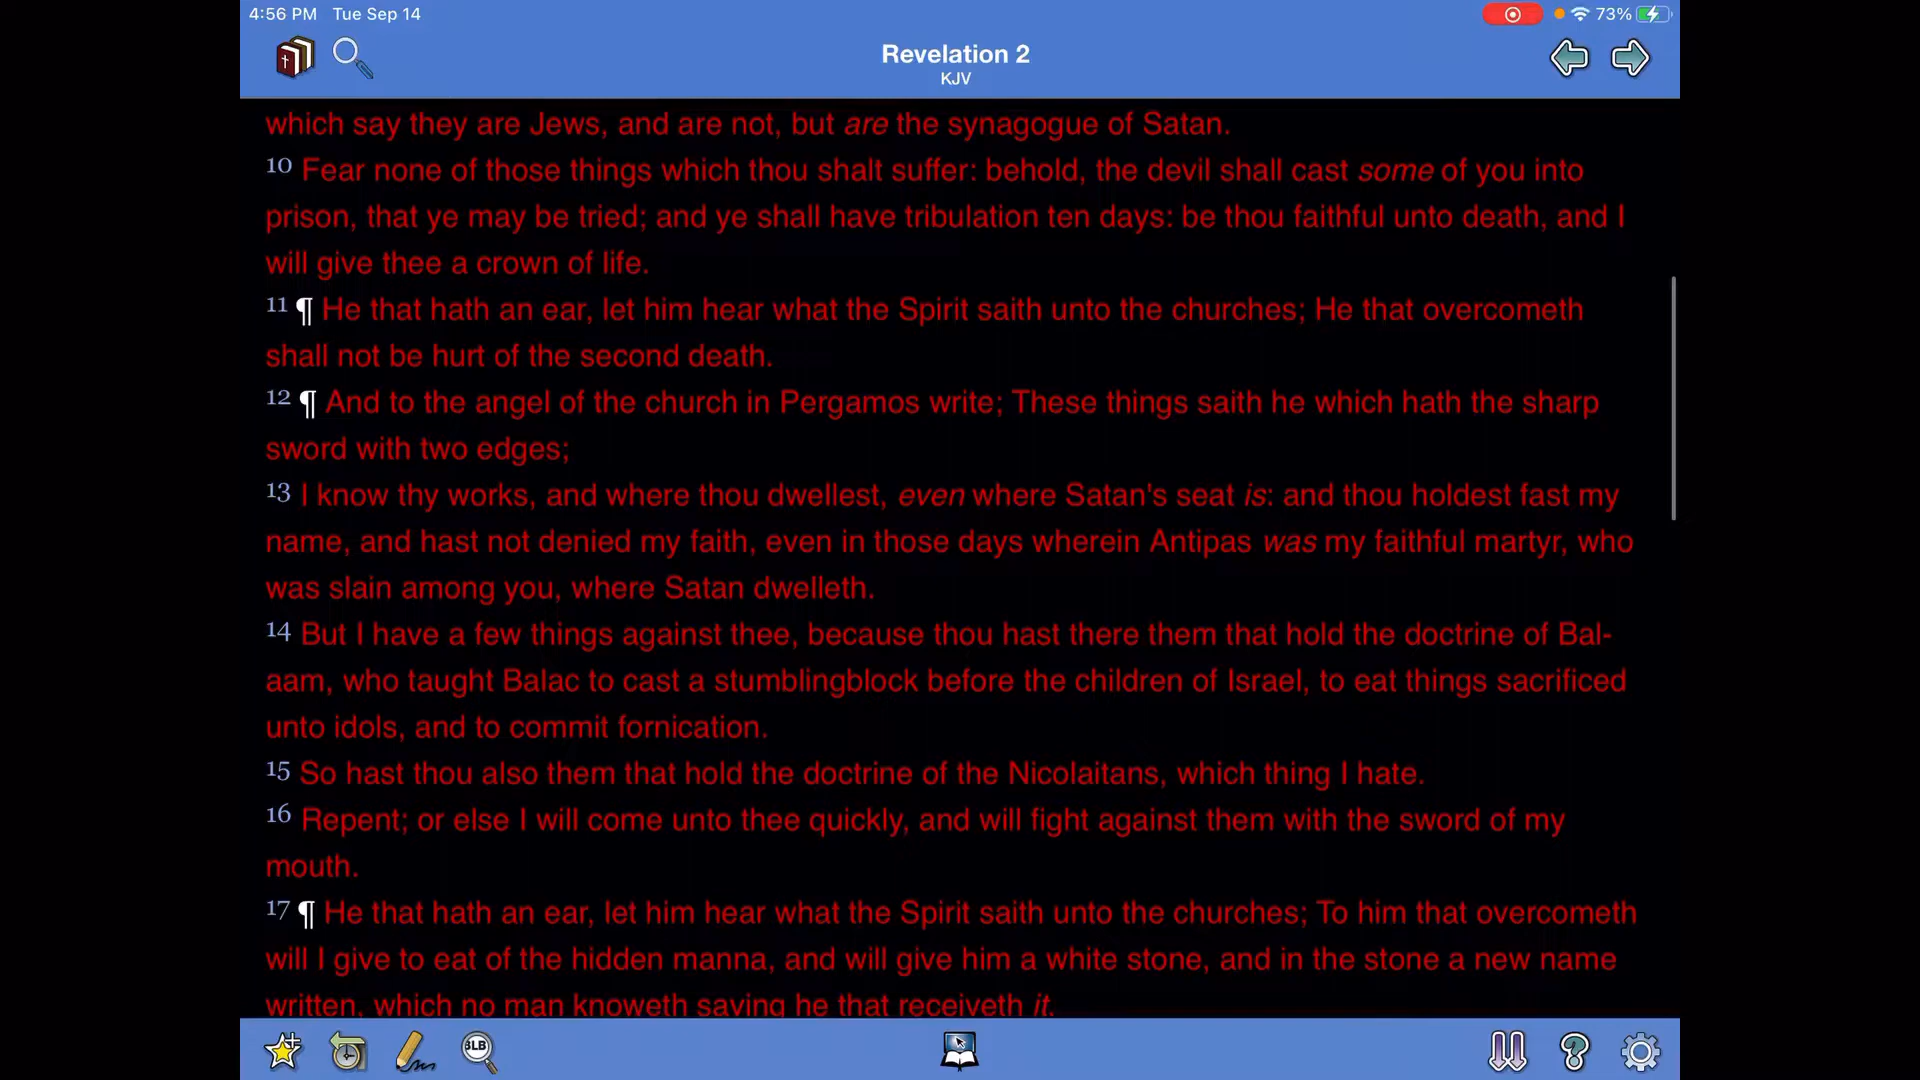 4:56 PM Tue Sep 14
73%
Revelation 2
KJV
which say they are Jews, and are not, but are the synagogue of Satan.
10 Fear none of those things which thou shalt suffer: behold, the devil shall cast some of you into
prison, that ye may be tried; and ye shall have tribulation ten days: be thou faithful unto death, and I
will give thee a crown of life.
11 ¶ He that hath an ear, let him hear what the Spirit saith unto the churches; He that overcometh
shall not be hurt of the second death.
12 ¶ And to the angel of the church in Pergamos write; These things saith he which hath the sharp
sword with two edges;
13 I know thy works, and where thou dwellest, even where Satan's seat is: and thou holdest fast my
name, and hast not denied my faith, even in those days wherein Antipas was my faithful martyr, who
was slain among you, where Satan dwelleth.
14 But I have a few things against thee, because thou hast there them that hold the doctrine of Bal-
aam, who taught Balac to cast a stumblingblock before the children of Israel, to eat things sacrificed
unto idols, and to commit fornication.
15 So hast thou also them that hold the doctrine of the Nicolaitans, which thing I hate.
16 Repent; or else I will come unto thee quickly, and will fight against them with the sword of my
mouth.
17 ¶ He that hath an ear, let him hear what the Spirit saith unto the churches; To him that overcometh
will I give to eat of the hidden manna, and will give him a white stone, and in the stone a new name
written, which no man knoweth saving he that receiveth it.
BLB